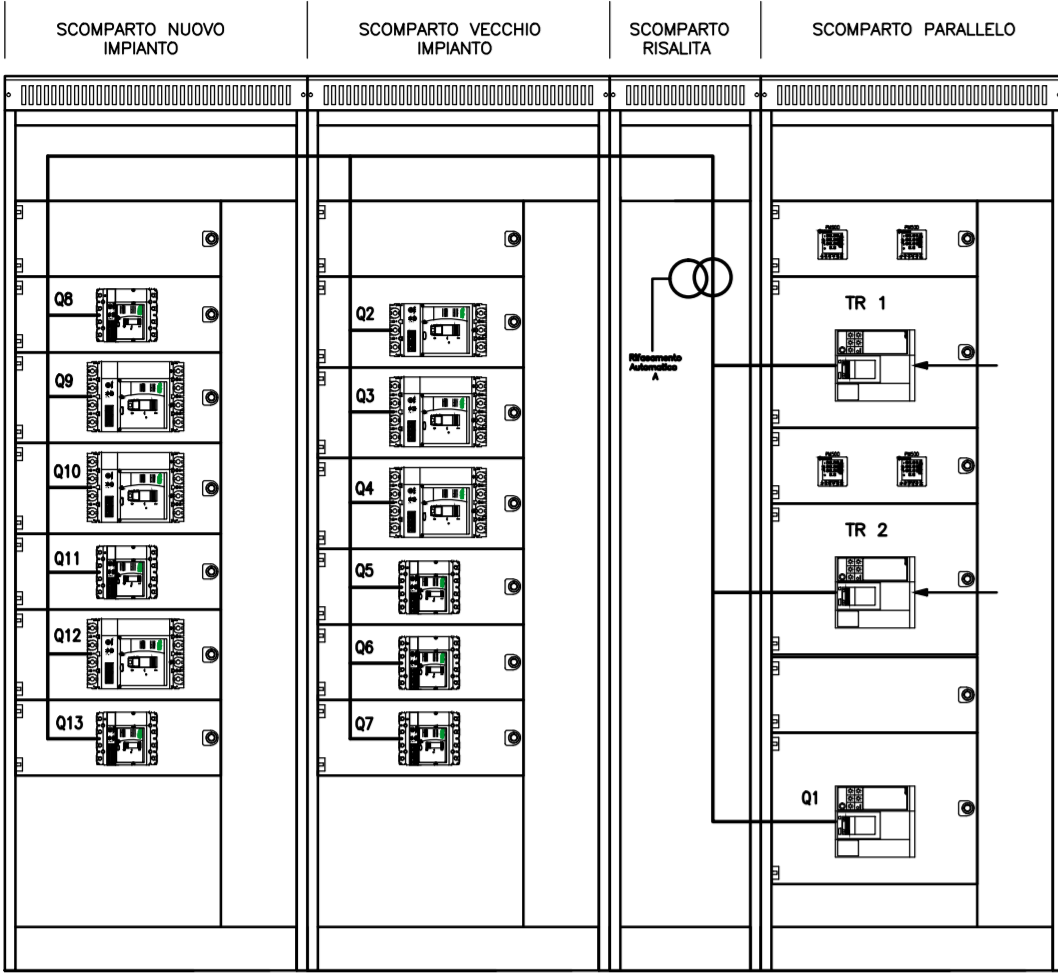 SCOMPARTO NUOVO
IMPIANTO
SCOMPARTO VECCHIO
IMPIANTO
SCOMPARTO
RISALITA
SCOMPARTO PARALLELO
Q8
Q9
Q10
Q11
Q12
Q13
Q2
Q3
Q4
Q5
Q6
Q7
Rifasamento
Automatico
A
TR 1
TR 2
Q1